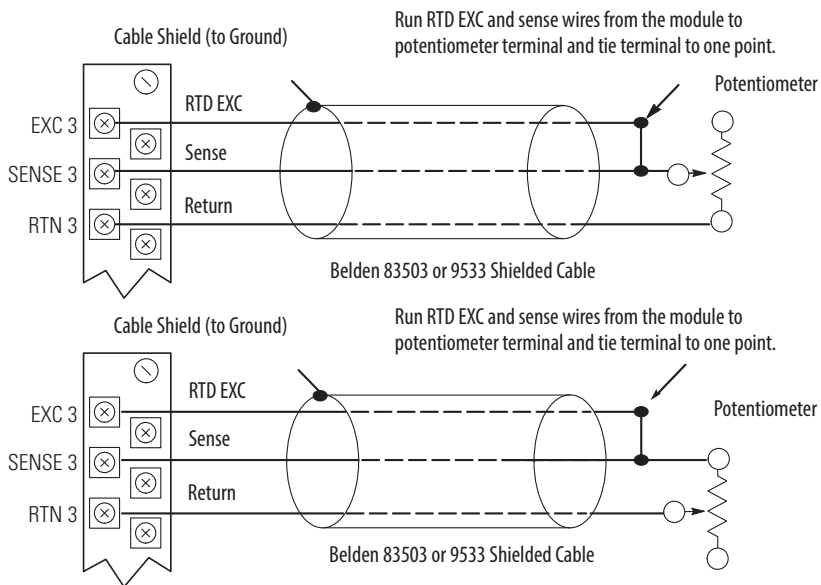 Cable Shield (to Ground)
Run RTD EXC and sense wires from the module to
potentiometer terminal and tie terminal to one point.
Potentiometer
RTD EXC
EXC 3
Sense
SENSE 3
Return
RTN 3
Belden 83503 or 9533 Shielded Cable
Cable Shield (to Ground)
Run RTD EXC and sense wires from the module to
potentiometer terminal and tie terminal to one point.
RTD EXC
Potentiometer
EXC 3
Sense
SENSE 3
Return
RTN 3
Belden 83503 or 9533 Shielded Cable